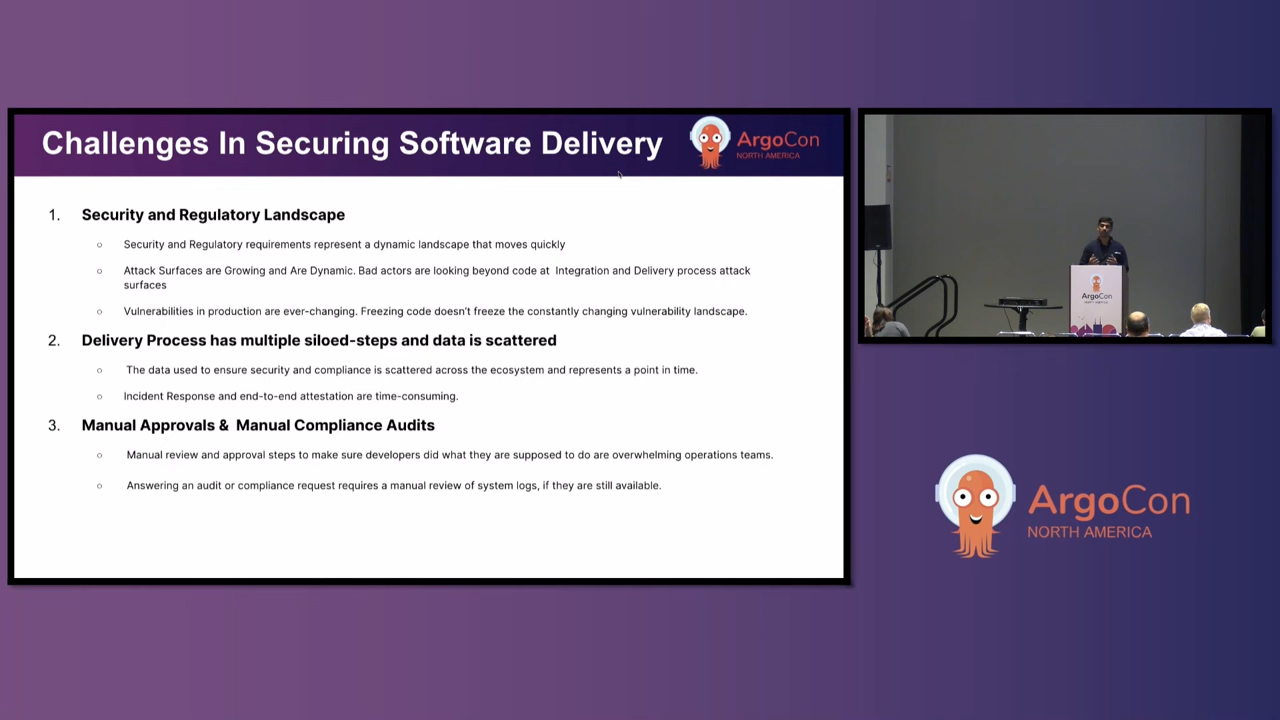 Challenges In Securing Software Delivery
ArgoCon
NORTH AMERICA
1. Security and Regulatory Landscape
○ Security and Regulatory requirements represent a dynamic landscape that moves quickly
○ Attack Surfaces are Growing and Are Dynamic. Bad actors are looking beyond code at Integration and Delivery process attack
surfaces
○ Vulnerabilities in production are ever-changing. Freezing code doesn't freeze the constantly changing vulnerability landscape.
2. Delivery Process has multiple siloed-steps and data is scattered
○ The data used to ensure security and compliance is scattered across the ecosystem and represents a point in time.
○ Incident Response and end-to-end attestation are time-consuming.
3. Manual Approvals & Manual Compliance Audits
○ Manual review and approval steps to make sure developers did what they are supposed to do are overwhelming operations teams.
○ Answering an audit or compliance request requires a manual review of system logs, if they are still available.
ArgoCon
ArgoCon
NORTH AMERICA